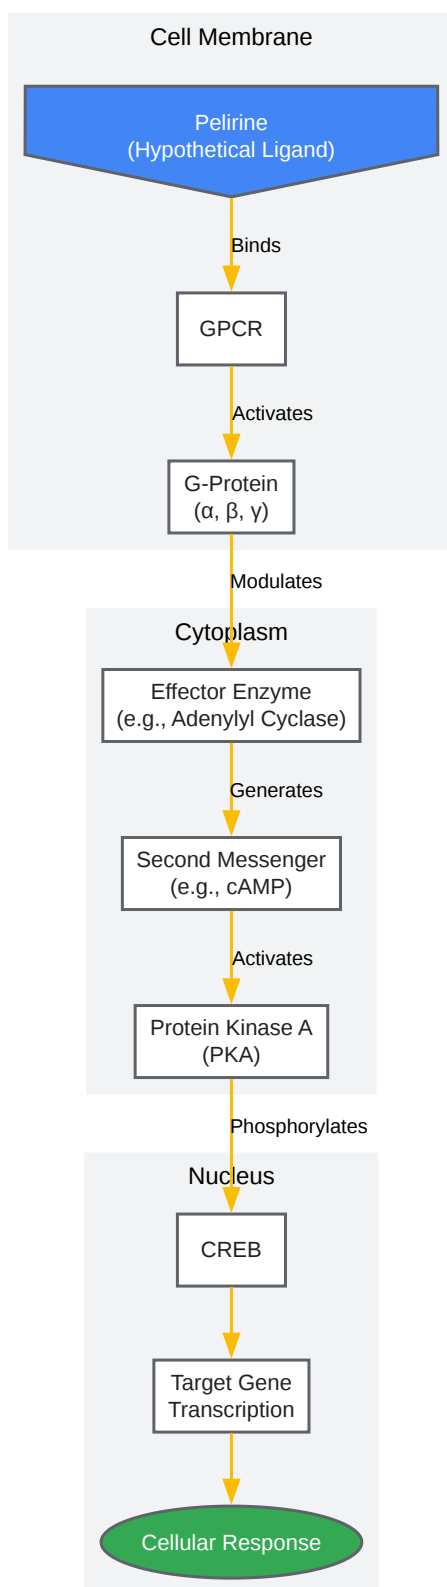 Cell Membrane
Pelirine
(Hypothetical Ligand)
Binds
GPCR
Activates
G-Protein
(α, β, γ)
Modulates
Cytoplasm
Effector Enzyme
(e.g., Adenylyl Cyclase)
Generates
Second Messenger
(e.g., cAMP)
Activates
Protein Kinase A
(PKA)
Phosphorylates
Nucleus
CREB
Target Gene
Transcription
Cellular Response